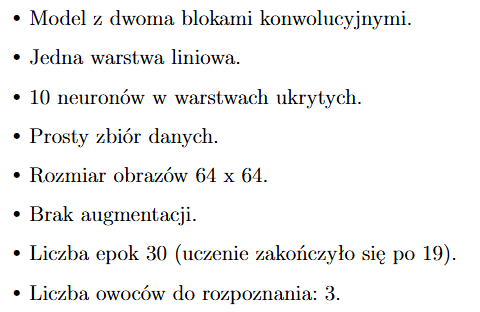 • Model z dwoma blokami konwolucyjnymi.
• Jedna warstwa liniowa.
• 10 neuronów w warstwach ukrytych.
• Prosty zbiór danych.
• Rozmiar obrazów 64 x 64.
• Brak augmentacji.
• Liczba epok 30 (uczenie zakończyło się po 19).
• Liczba owoców do rozpoznania: 3.